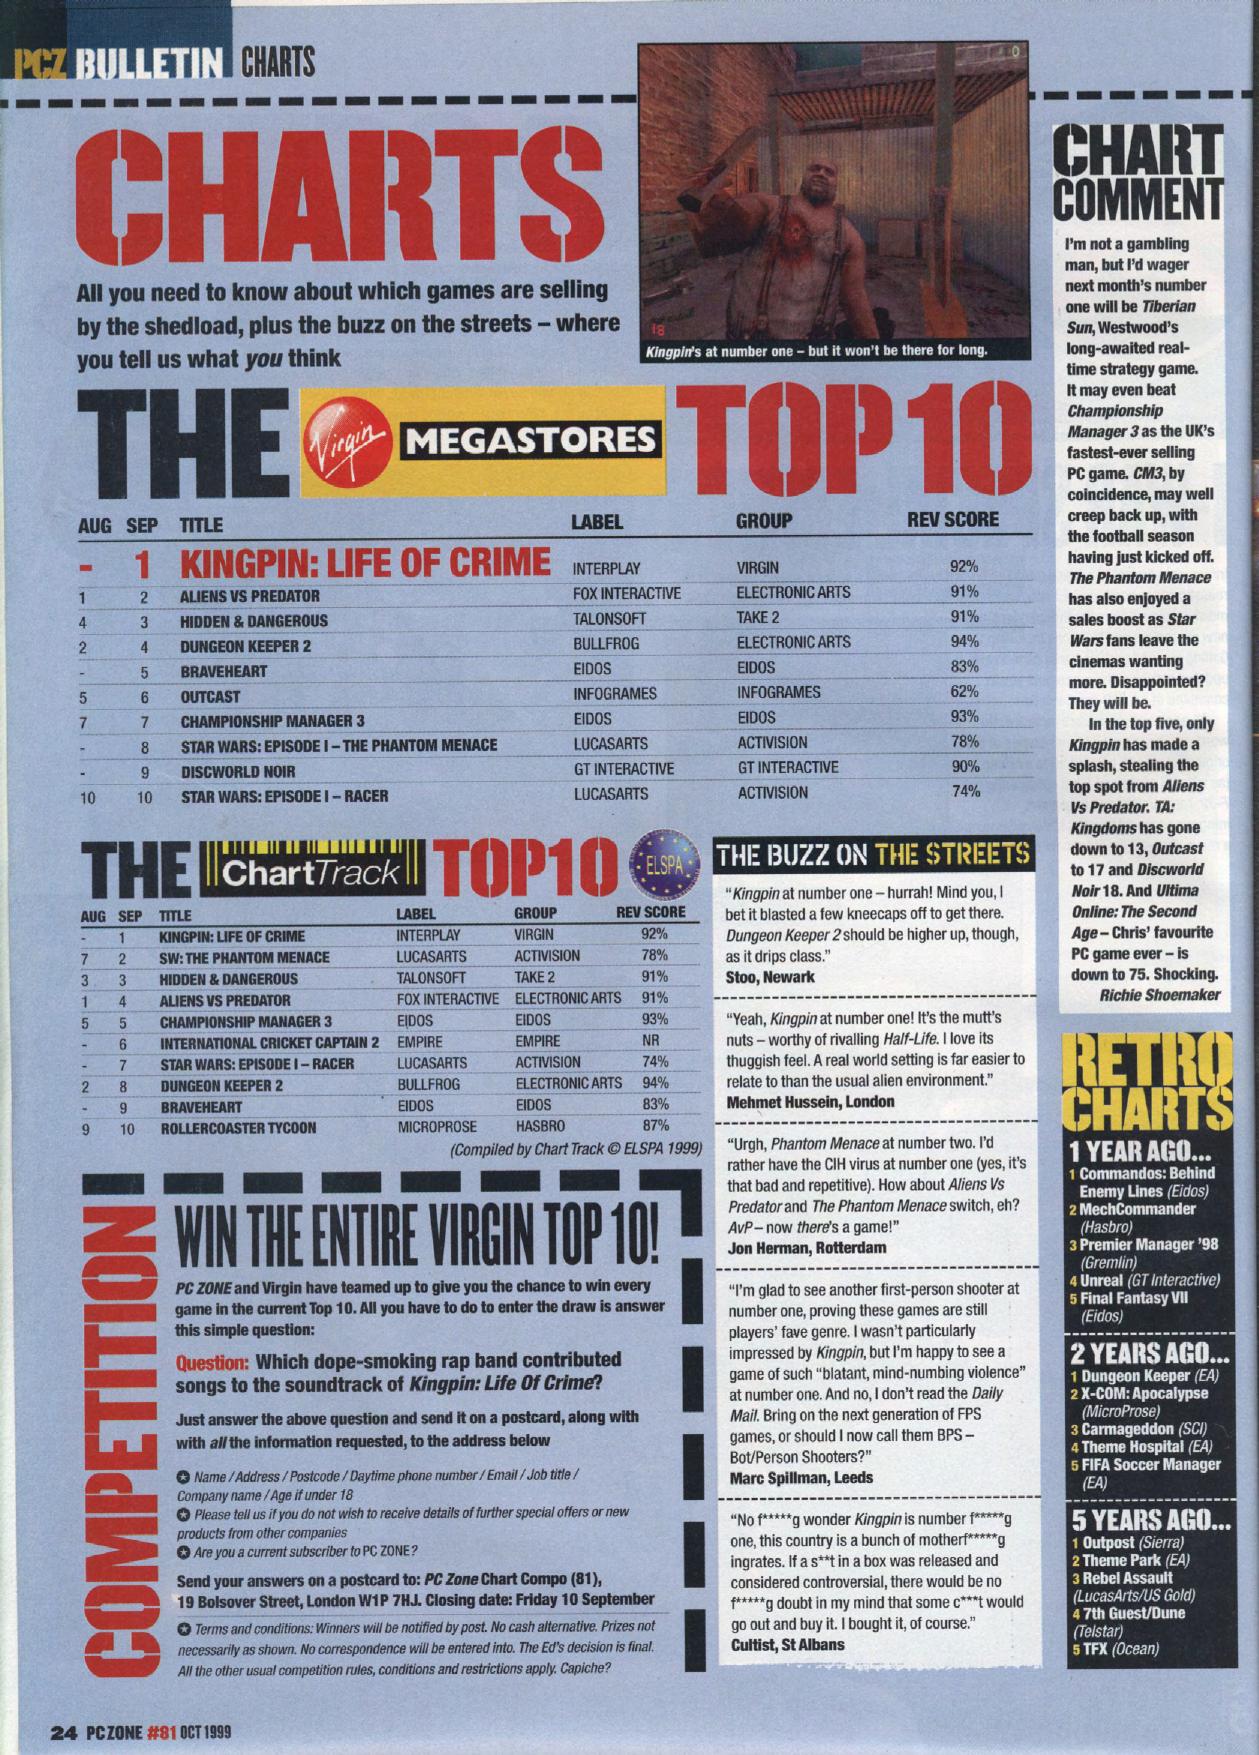 PCZ BULLETIN CHARTS
CHARTS
All you need to know about which games are selling
by the shedload, plus the buzz on the streets – where
you tell us what you think
0
18
Kingpin's at number one – but it won't be there for long.
THE Virgin MEGASTORES TOP 10
AUG SEP TITLE LABEL GROUP REV SCORE
- 1 KINGPIN: LIFE OF CRIME INTERPLAY VIRGIN 92%
1 2 ALIENS VS PREDATOR FOX INTERACTIVE ELECTRONIC ARTS 91%
4 3 HIDDEN & DANGEROUS TALONSOFT TAKE 2 91%
2 4 DUNGEON KEEPER 2 BULLFROG ELECTRONIC ARTS 94%
- 5 BRAVEHEART EIDOS EIDOS 83%
5 6 OUTCAST INFOGRAMES INFOGRAMES 62%
7 7 CHAMPIONSHIP MANAGER 3 EIDOS EIDOS 93%
- 8 STAR WARS: EPISODE I – THE PHANTOM MENACE LUCASARTS ACTIVISION 78%
- 9 DISCWORLD NOIR GT INTERACTIVE GT INTERACTIVE 90%
10 10 STAR WARS: EPISODE I – RACER LUCASARTS ACTIVISION 74%
THE ChartTrack TOP10 ELSPA
AUG SEP TITLE LABEL GROUP REV SCORE
- 1 KINGPIN: LIFE OF CRIME INTERPLAY VIRGIN 92%
7 2 SW: THE PHANTOM MENACE LUCASARTS ACTIVISION 78%
3 3 HIDDEN & DANGEROUS TALONSOFT TAKE 2 91%
1 4 ALIENS VS PREDATOR FOX INTERACTIVE ELECTRONIC ARTS 91%
5 5 CHAMPIONSHIP MANAGER 3 EIDOS EIDOS 93%
- 6 INTERNATIONAL CRICKET CAPTAIN 2 EMPIRE EMPIRE NR
- 7 STAR WARS: EPISODE I – RACER LUCASARTS ACTIVISION 74%
2 8 DUNGEON KEEPER 2 BULLFROG ELECTRONIC ARTS 94%
- 9 BRAVEHEART EIDOS EIDOS 83%
9 10 ROLLERCOASTER TYCOON MICROPROSE HASBRO 87%
(Compiled by Chart Track © ELSPA 1999)
COMPETITION
WIN THE ENTIRE VIRGIN TOP 10!
PC ZONE and Virgin have teamed up to give you the chance to win every
game in the current Top 10. All you have to do to enter the draw is answer
this simple question:
Question: Which dope-smoking rap band contributed
songs to the soundtrack of Kingpin: Life Of Crime?
Just answer the above question and send it on a postcard, along with
with all the information requested, to the address below
Name / Address / Postcode / Daytime phone number / Email / Job title /
Company name / Age if under 18
Please tell us if you do not wish to receive details of further special offers or new
products from other companies
Are you a current subscriber to PC ZONE?
Send your answers on a postcard to: PC Zone Chart Compo (81),
19 Bolsover Street, London W1P 7HJ. Closing date: Friday 10 September
Terms and conditions: Winners will be notified by post. No cash alternative. Prizes not
necessarily as shown. No correspondence will be entered into. The Ed's decision is final.
All the other usual competition rules, conditions and restrictions apply. Capiche?
THE BUZZ ON THE STREETS
"Kingpin at number one – hurrah! Mind you, I
bet it blasted a few kneecaps off to get there.
Dungeon Keeper 2 should be higher up, though,
as it drips class."
Stoo, Newark
"Yeah, Kingpin at number one! It's the mutt's
nuts – worthy of rivalling Half-Life. I love its
thuggish feel. A real world setting is far easier to
relate to than the usual alien environment."
Mehmet Hussein, London
"Urgh, Phantom Menace at number two. I'd
rather have the CIH virus at number one (yes, it's
that bad and repetitive). How about Aliens Vs
Predator and The Phantom Menace switch, eh?
AvP – now there's a game!"
Jon Herman, Rotterdam
"I'm glad to see another first-person shooter at
number one, proving these games are still
players' fave genre. I wasn't particularly
impressed by Kingpin, but I'm happy to see a
game of such "blatant, mind-numbing violence"
at number one. And no, I don't read the Daily
Mail. Bring on the next generation of FPS
games, or should I now call them BPS –
Bot/Person Shooters?"
Marc Spillman, Leeds
"No f*****g wonder Kingpin is number f*****g
one, this country is a bunch of motherf*****g
ingrates. If a s**t in a box was released and
considered controversial, there would be no
f*****g doubt in my mind that some c***t would
go out and buy it. I bought it, of course."
Cultist, St Albans
CHART
COMMENT
I'm not a gambling
man, but I'd wager
next month's number
one will be Tiberian
Sun, Westwood's
long-awaited real-
time strategy game.
It may even beat
Championship
Manager 3 as the UK's
fastest-ever selling
PC game. CM3, by
coincidence, may well
creep back up, with
the football season
having just kicked off.
The Phantom Menace
has also enjoyed a
sales boost as Star
Wars fans leave the
cinemas wanting
more. Disappointed?
They will be.
In the top five, only
Kingpin has made a
splash, stealing the
top spot from Aliens
Vs Predator. TA:
Kingdoms has gone
down to 13, Outcast
to 17 and Discworld
Noir 18. And Ultima
Online: The Second
Age – Chris' favourite
PC game ever – is
down to 75. Shocking.
Richie Shoemaker
RETRO
CHARTS
1 YEAR AGO...
1 Commandos: Behind
Enemy Lines (Eidos)
2 MechCommander
(Hasbro)
3 Premier Manager '98
(Gremlin)
4 Unreal (GT Interactive)
5 Final Fantasy VII
(Eidos)
2 YEARS AGO...
1 Dungeon Keeper (EA)
2 X-COM: Apocalypse
(MicroProse)
3 Carmageddon (SCI)
4 Theme Hospital (EA)
5 FIFA Soccer Manager
(EA)
5 YEARS AGO...
1 Outpost (Sierra)
2 Theme Park (EA)
3 Rebel Assault
(LucasArts/US Gold)
4 7th Guest/Dune
(Telstar)
5 TFX (Ocean)
24 PC ZONE #81 OCT 1999